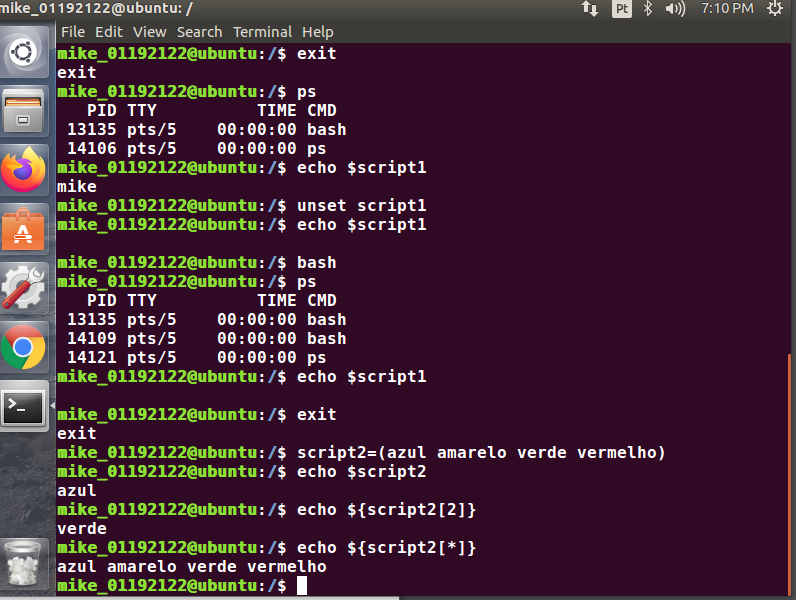 mike_01192122@ubuntu: /
Pt
7:10 PM
File Edit View Search Terminal Help
mike_01192122@ubuntu:/$ exit
exit
mike_01192122@ubuntu:/$ ps
  PID TTY          TIME CMD
13135 pts/5    00:00:00 bash
14106 pts/5    00:00:00 ps
mike_01192122@ubuntu:/$ echo $script1
mike
mike_01192122@ubuntu:/$ unset script1
mike_01192122@ubuntu:/$ echo $script1
mike_01192122@ubuntu:/$ bash
mike_01192122@ubuntu:/$ ps
  PID TTY          TIME CMD
13135 pts/5    00:00:00 bash
14109 pts/5    00:00:00 bash
14121 pts/5    00:00:00 ps
mike_01192122@ubuntu:/$ echo $script1
mike_01192122@ubuntu:/$ exit
exit
mike_01192122@ubuntu:/$ script2=(azul amarelo verde vermelho)
mike_01192122@ubuntu:/$ echo $script2
azul
mike_01192122@ubuntu:/$ echo ${script2[2]}
verde
mike_01192122@ubuntu:/$ echo ${script2[*]}
azul amarelo verde vermelho
mike_01192122@ubuntu:/$